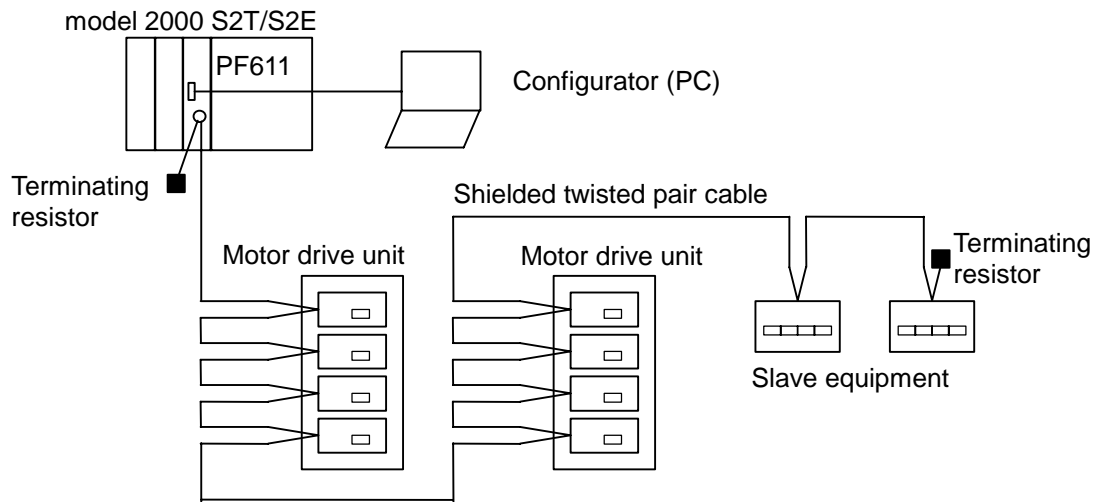 model 2000 S2T/S2E
PF611
Configurator (PC)
Terminating
resistor
Shielded twisted pair cable
Terminating
resistor
Motor drive unit
Motor drive unit
Slave equipment